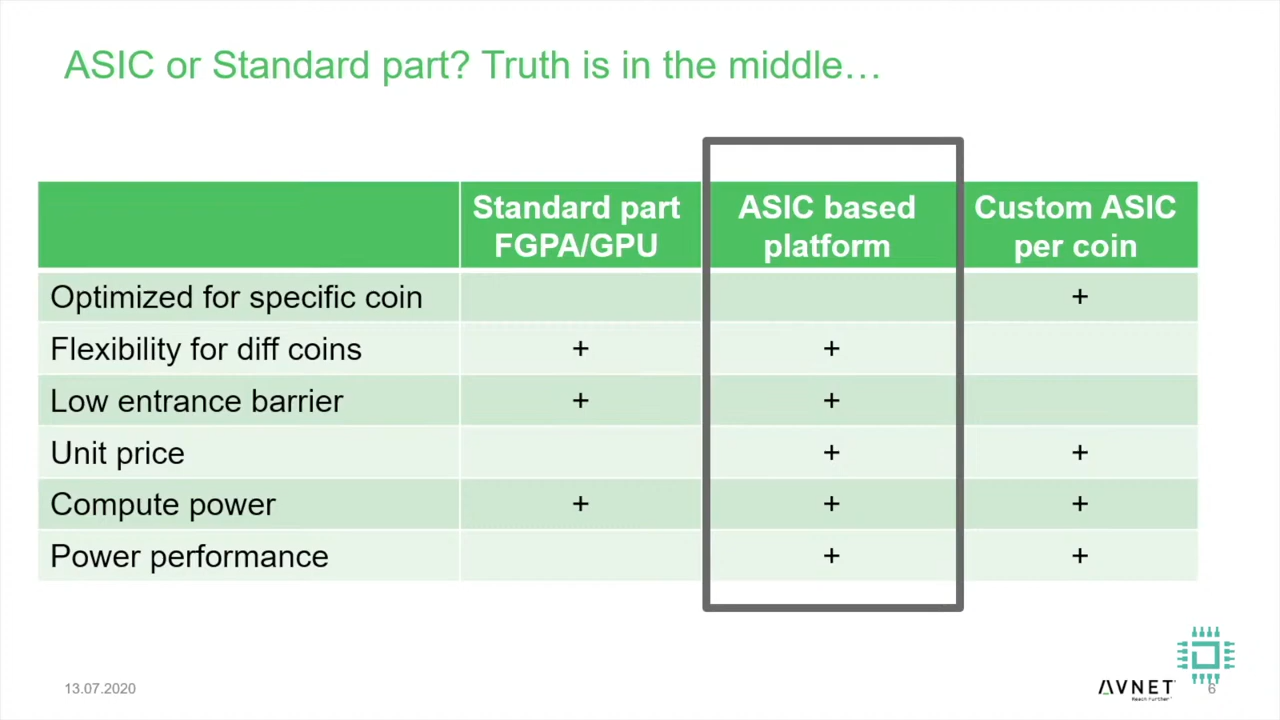 ASIC or Standard part? Truth is in the middle…
Standard part FGPA/GPU
ASIC based platform
Custom ASIC per coin
Optimized for specific coin +
Flexibility for diff coins + +
Low entrance barrier + +
Unit price + +
Compute power + + +
Power performance + +
13.07.2020
AVNET
Reach Further™
6